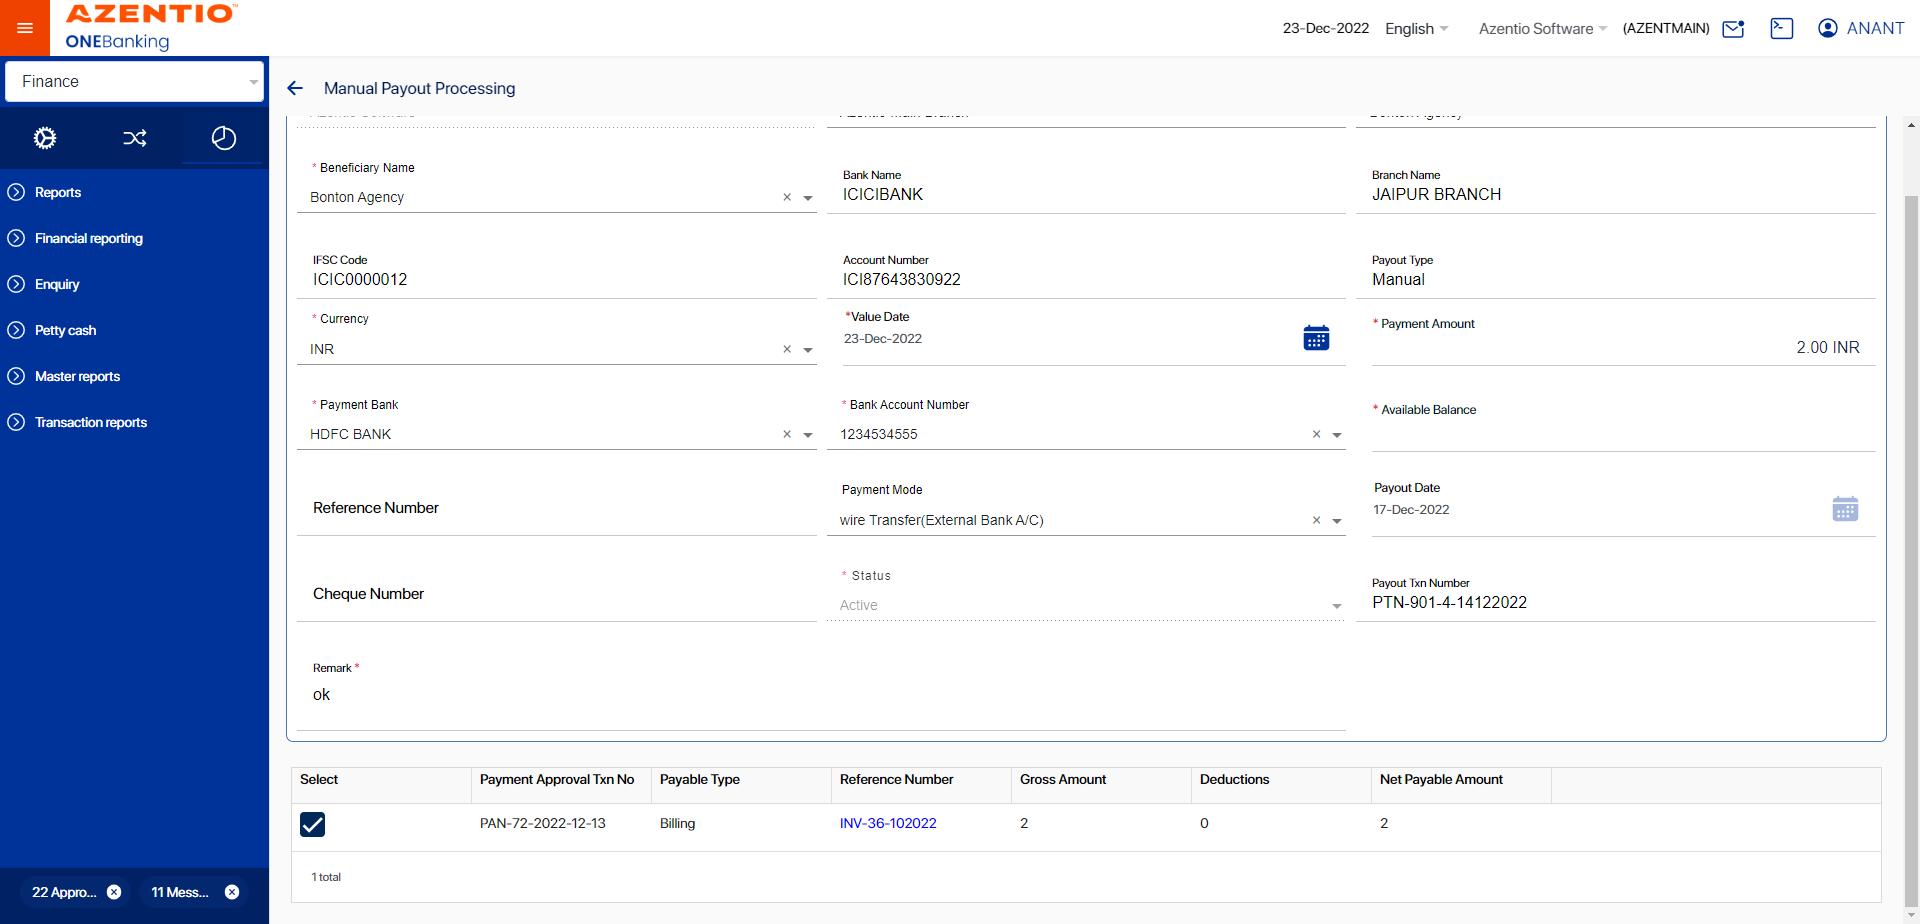 AZENTIO™
ONEBanking
23-Dec-2022 English Azentio Software (AZENTMAIN) ANANT
Finance
Manual Payout Processing
Reports
Financial reporting
Enquiry
Petty cash
Master reports
Transaction reports
22 Appro...
11 Mess...
* Beneficiary Name
Bonton Agency
Bank Name
ICICIBANK
Branch Name
JAIPUR BRANCH
IFSC Code
ICIC0000012
Account Number
ICI87643830922
Payout Type
Manual
* Currency
INR
*Value Date
23-Dec-2022
* Payment Amount
2.00 INR
* Payment Bank
HDFC BANK
* Bank Account Number
1234534555
* Available Balance
Reference Number
Payment Mode
wire Transfer(External Bank A/C)
Payout Date
17-Dec-2022
Cheque Number
* Status
Active
Payout Txn Number
PTN-901-4-14122022
Remark *
ok
Select Payment Approval Txn No Payable Type Reference Number Gross Amount Deductions Net Payable Amount
PAN-72-2022-12-13 Billing INV-36-102022 2 0 2
1 total